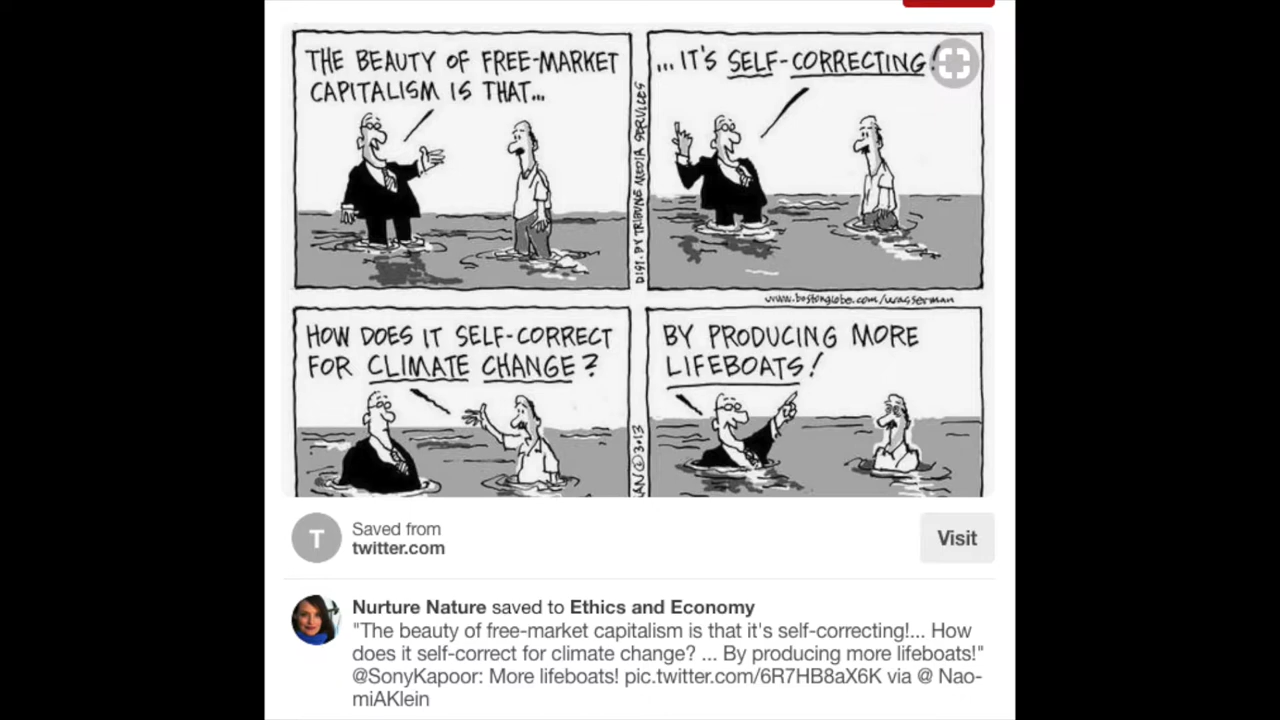 THE BEAUTY OF FREE-MARKET
CAPITALISM IS THAT...
...IT'S SELF-CORRECTING!
DIST. BY TRIBUNE MEDIA SERVICES
www.bostonglobe.com/wasserman
HOW DOES IT SELF-CORRECT
FOR CLIMATE CHANGE?
BY PRODUCING MORE
LIFEBOATS!
T
Saved from
twitter.com
Visit
Nurture Nature saved to Ethics and Economy
"The beauty of free-market capitalism is that it's self-correcting!... How
does it self-correct for climate change? ... By producing more lifeboats!"
@SonyKapoor: More lifeboats! pic.twitter.com/6R7HB8aX6K via @ Nao-
miAKlein